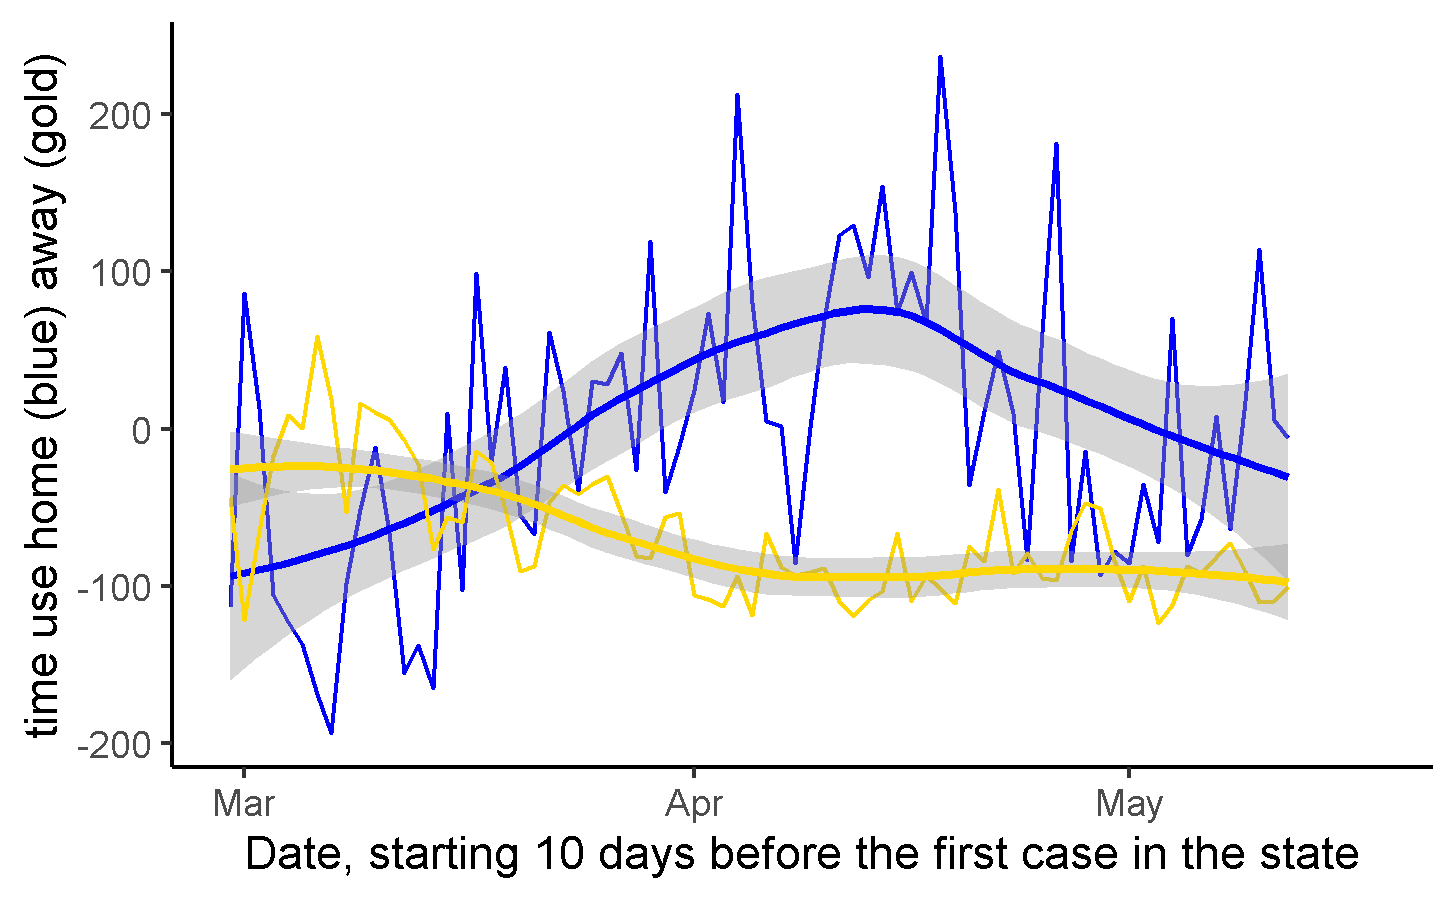 time use home (blue) away (gold)
200
100
0
-100
-200
Mar Apr May
Date, starting 10 days before the first case in the state